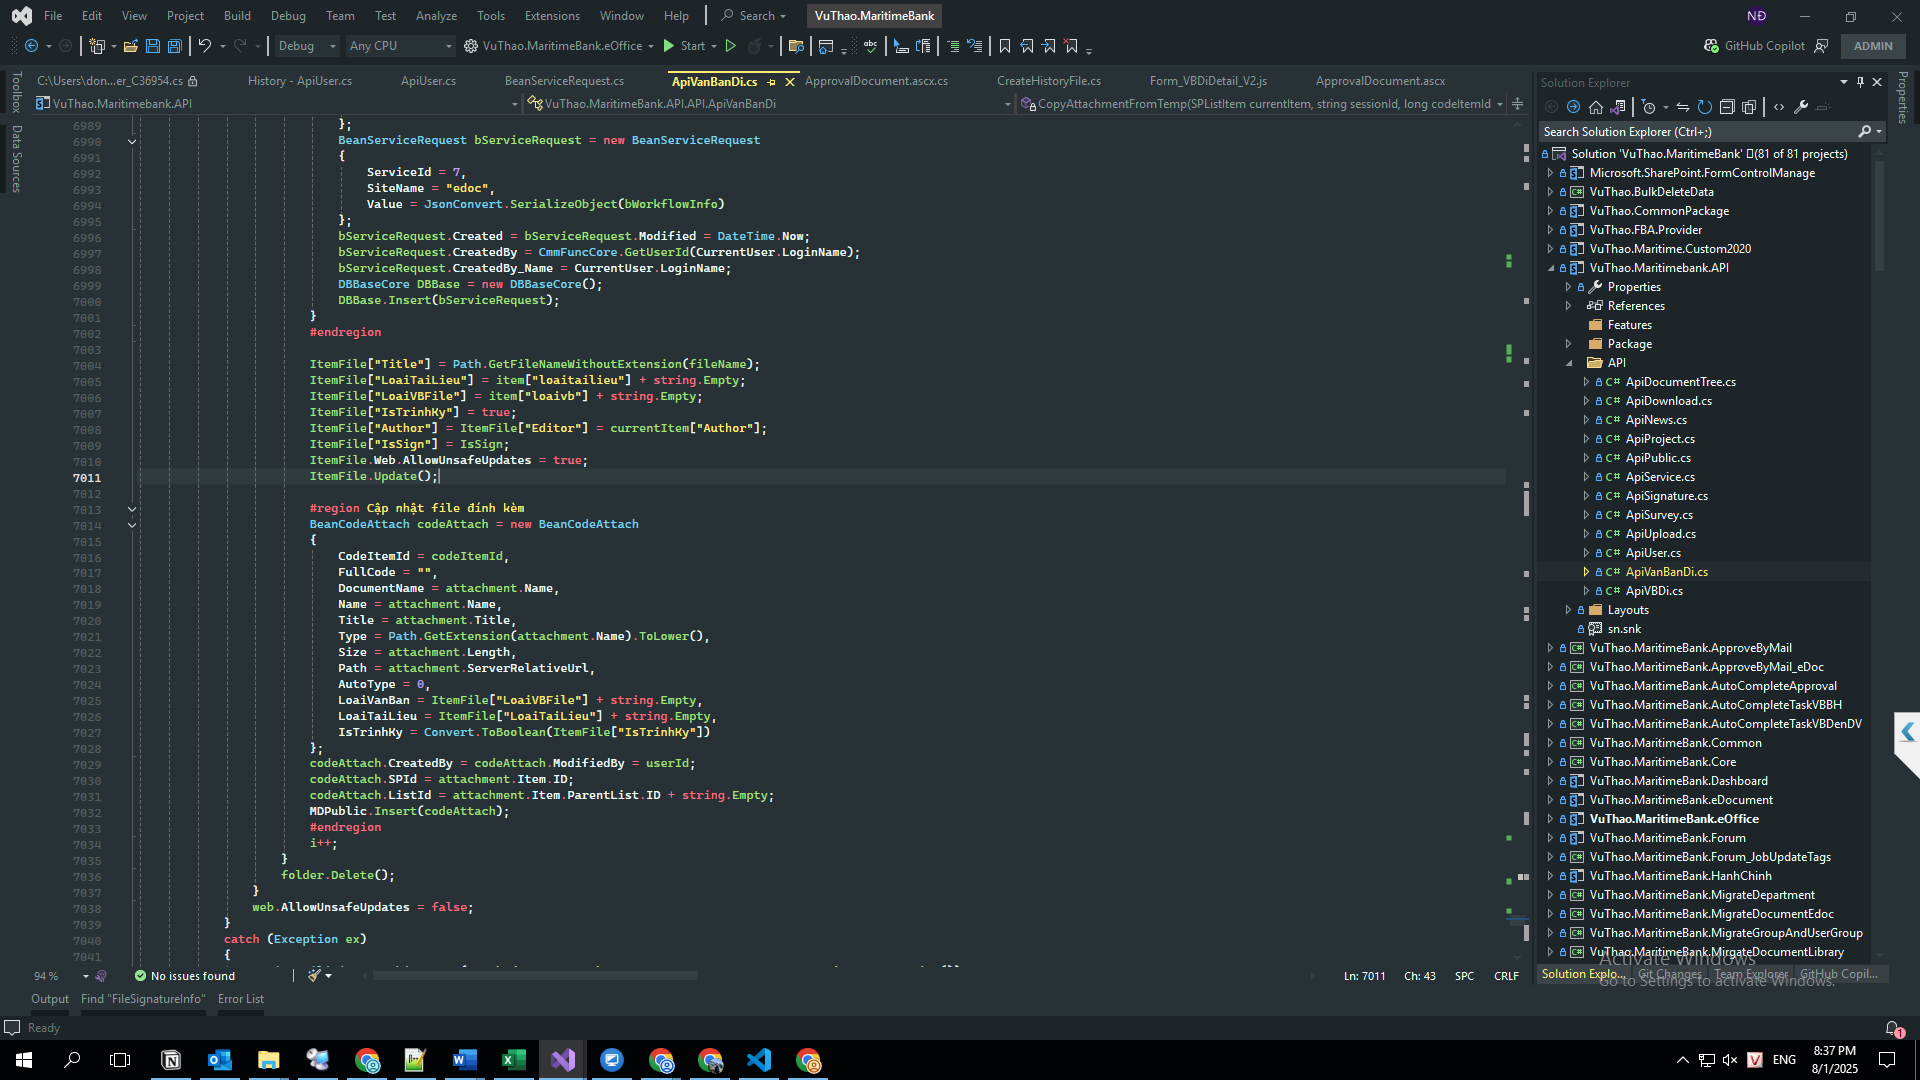 File Edit View Project Build Debug Team Test Analyze Tools Extensions Window Help Search VuThao.MaritimeBank NĐ
Debug Any CPU VuThao.MaritimeBank.eOffice Start GitHub Copilot ADMIN
C:\Users\don...er_C36954.cs History - ApiUser.cs ApiUser.cs BeanServiceRequest.cs ApiVanBanDi.cs ApprovalDocument.ascx.cs CreateHistoryFile.cs Form_VBDiDetail_V2.js ApprovalDocument.ascx
VuThao.Maritimebank.API VuThao.MaritimeBank.API.API.ApiVanBanDi CopyAttachmentFromTemp(SPListItem currentItem, string sessionId, long codeItemId
Toolbox
Data Sources
6989 };
6990 BeanServiceRequest bServiceRequest = new BeanServiceRequest
6991 {
6992 ServiceId = 7,
6993 SiteName = "edoc",
6994 Value = JsonConvert.SerializeObject(bWorkflowInfo)
6995 };
6996 bServiceRequest.Created = bServiceRequest.Modified = DateTime.Now;
6997 bServiceRequest.CreatedBy = CmmFuncCore.GetUserId(CurrentUser.LoginName);
6998 bServiceRequest.CreatedBy_Name = CurrentUser.LoginName;
6999 DBBaseCore DBBase = new DBBaseCore();
7000 DBBase.Insert(bServiceRequest);
7001 }
7002 #endregion
7003
7004 ItemFile["Title"] = Path.GetFileNameWithoutExtension(fileName);
7005 ItemFile["LoaiTaiLieu"] = item["loaitailieu"] + string.Empty;
7006 ItemFile["LoaiVBFile"] = item["loaivb"] + string.Empty;
7007 ItemFile["IsTrinhKy"] = true;
7008 ItemFile["Author"] = ItemFile["Editor"] = currentItem["Author"];
7009 ItemFile["IsSign"] = IsSign;
7010 ItemFile.Web.AllowUnsafeUpdates = true;
7011 ItemFile.Update();
7012
7013 #region Cập nhật file đính kèm
7014 BeanCodeAttach codeAttach = new BeanCodeAttach
7015 {
7016 CodeItemId = codeItemId,
7017 FullCode = "",
7018 DocumentName = attachment.Name,
7019 Name = attachment.Name,
7020 Title = attachment.Title,
7021 Type = Path.GetExtension(attachment.Name).ToLower(),
7022 Size = attachment.Length,
7023 Path = attachment.ServerRelativeUrl,
7024 AutoType = 0,
7025 LoaiVanBan = ItemFile["LoaiVBFile"] + string.Empty,
7026 LoaiTaiLieu = ItemFile["LoaiTaiLieu"] + string.Empty,
7027 IsTrinhKy = Convert.ToBoolean(ItemFile["IsTrinhKy"])
7028 };
7029 codeAttach.CreatedBy = codeAttach.ModifiedBy = userId;
7030 codeAttach.SPId = attachment.Item.ID;
7031 codeAttach.ListId = attachment.Item.ParentList.ID + string.Empty;
7032 MDPublic.Insert(codeAttach);
7033 #endregion
7034 i++;
7035 }
7036 folder.Delete();
7037 }
7038 web.AllowUnsafeUpdates = false;
7039 }
7040 catch (Exception ex)
7041 {
94 % No issues found Ln: 7011 Ch: 43 SPC CRLF
Output Find "FileSignatureInfo" Error List
Ready
Solution Explorer
Properties
Search Solution Explorer (Ctrl+;)
Solution 'VuThao.MaritimeBank' (81 of 81 projects)
Microsoft.SharePoint.FormControlManage
VuThao.BulkDeleteData
VuThao.CommonPackage
VuThao.FBA.Provider
VuThao.Maritime.Custom2020
VuThao.Maritimebank.API
Properties
References
Features
Package
API
C# ApiDocumentTree.cs
C# ApiDownload.cs
C# ApiNews.cs
C# ApiProject.cs
C# ApiPublic.cs
C# ApiService.cs
C# ApiSignature.cs
C# ApiSurvey.cs
C# ApiUpload.cs
C# ApiUser.cs
C# ApiVanBanDi.cs
C# ApiVBDi.cs
Layouts
sn.snk
VuThao.MaritimeBank.ApproveByMail
VuThao.MaritimeBank.ApproveByMail_eDoc
VuThao.MaritimeBank.AutoCompleteApproval
VuThao.MaritimeBank.AutoCompleteTaskVBBH
VuThao.MaritimeBank.AutoCompleteTaskVBDenDV
VuThao.MaritimeBank.Common
VuThao.MaritimeBank.Core
VuThao.MaritimeBank.Dashboard
VuThao.MaritimeBank.eDocument
VuThao.MaritimeBank.eOffice
VuThao.MaritimeBank.Forum
VuThao.MaritimeBank.Forum_JobUpdateTags
VuThao.MaritimeBank.HanhChinh
VuThao.MaritimeBank.MigrateDepartment
VuThao.MaritimeBank.MigrateDocumentEdoc
VuThao.MaritimeBank.MigrateGroupAndUserGroup
VuThao.MaritimeBank.MirgrateDocumentLibrary
Activate Windows
Solution Explo... Git Changes Team Explorer GitHub Copil...
Go to Settings to activate Windows.
1
ENG 8:37 PM
8/1/2025